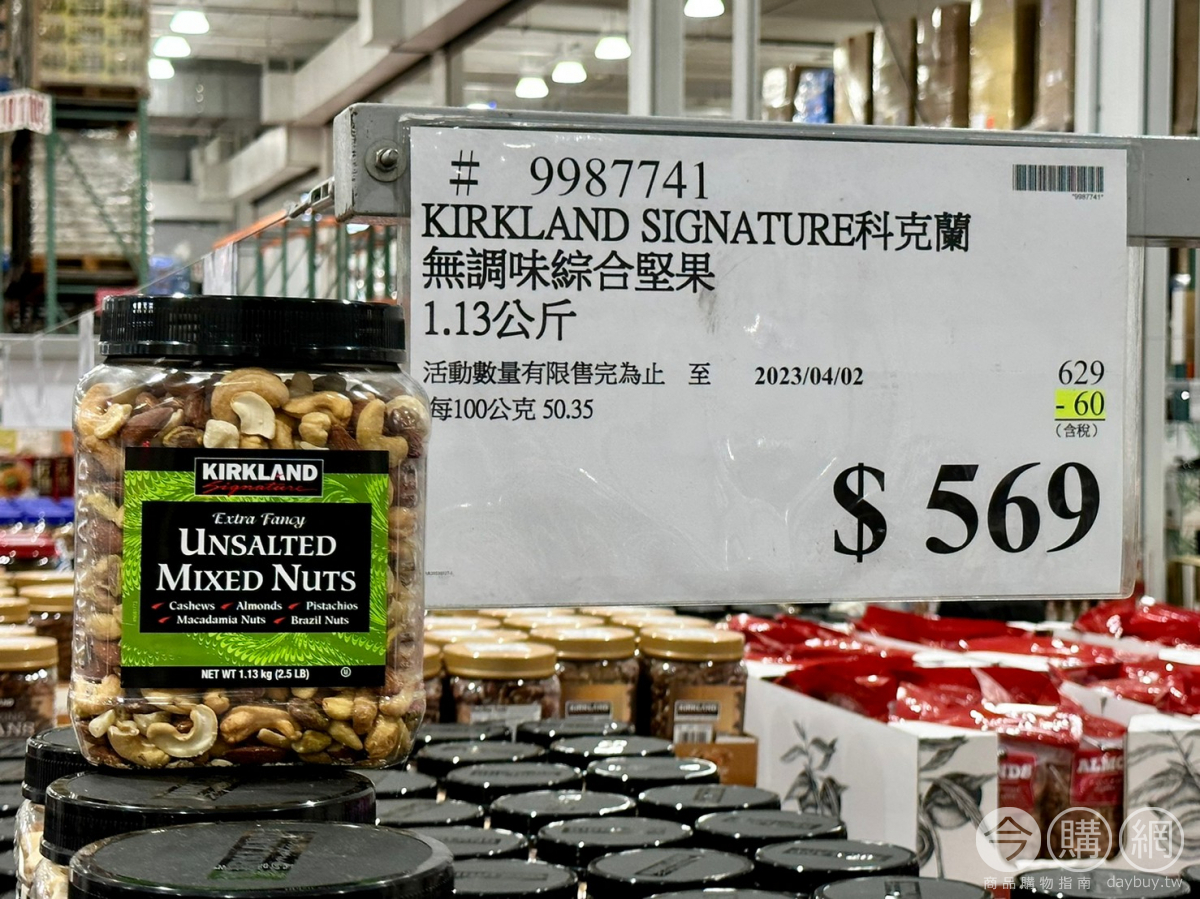 # 9987741
*9987741*
KIRKLAND SIGNATURE科克蘭
無調味綜合堅果
1.13公斤
活動數量有限售完為止 至 2023/04/02
每100公克 50.35
629
- 60
(含稅)
$ 569
KIRKLAND
Signature
Extra Fancy
UNSALTED
MIXED NUTS
Cashews Almonds Pistachios
Macadamia Nuts Brazil Nuts
NET WT 1.13 kg (2.5 LB)
KIRKLAND
今購網
商品購物指南 daybuy.tw